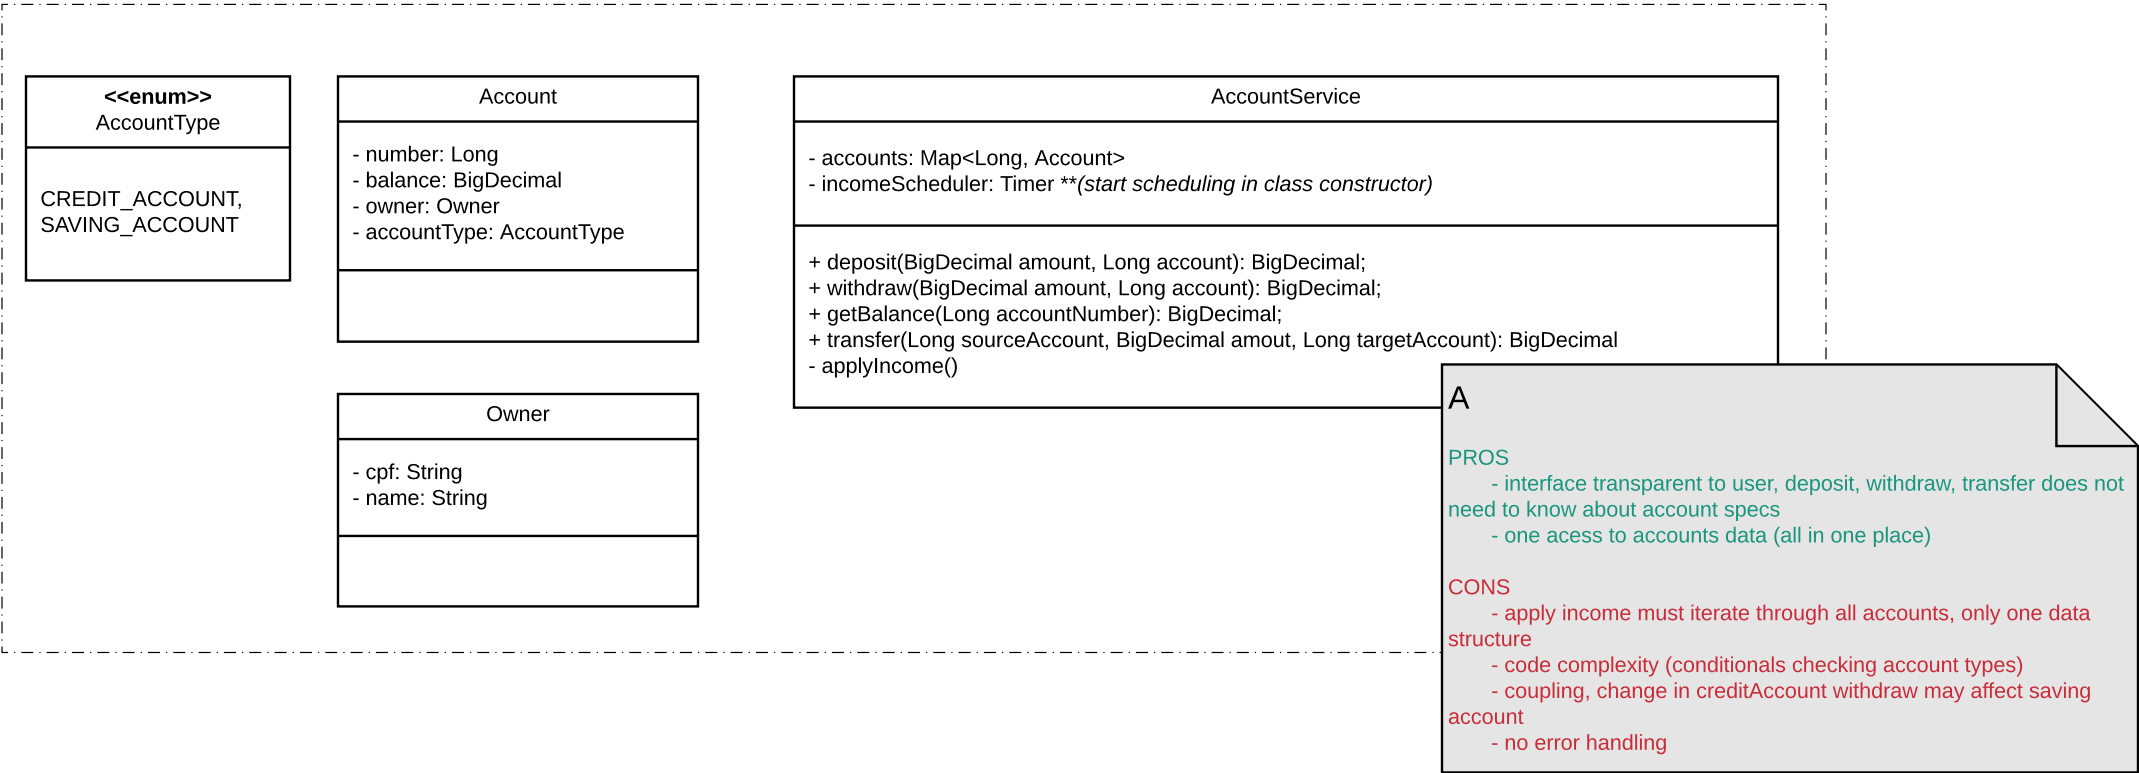 <<enum>>
AccountType
CREDIT_ACCOUNT,
SAVING_ACCOUNT
Account
- number: Long
- balance: BigDecimal
- owner: Owner
- accountType: AccountType
Owner
- cpf: String
- name: String
AccountService
- accounts: Map<Long, Account>
- incomeScheduler: Timer **(start scheduling in class constructor)
+ deposit(BigDecimal amount, Long account): BigDecimal;
+ withdraw(BigDecimal amount, Long account): BigDecimal;
+ getBalance(Long accountNumber): BigDecimal;
+ transfer(Long sourceAccount, BigDecimal amout, Long targetAccount): BigDecimal
- applyIncome()
A
PROS
- interface transparent to user, deposit, withdraw, transfer does not
need to know about account specs
- one acess to accounts data (all in one place)
CONS
- apply income must iterate through all accounts, only one data
structure
- code complexity (conditionals checking account types)
- coupling, change in creditAccount withdraw may affect saving
account
- no error handling